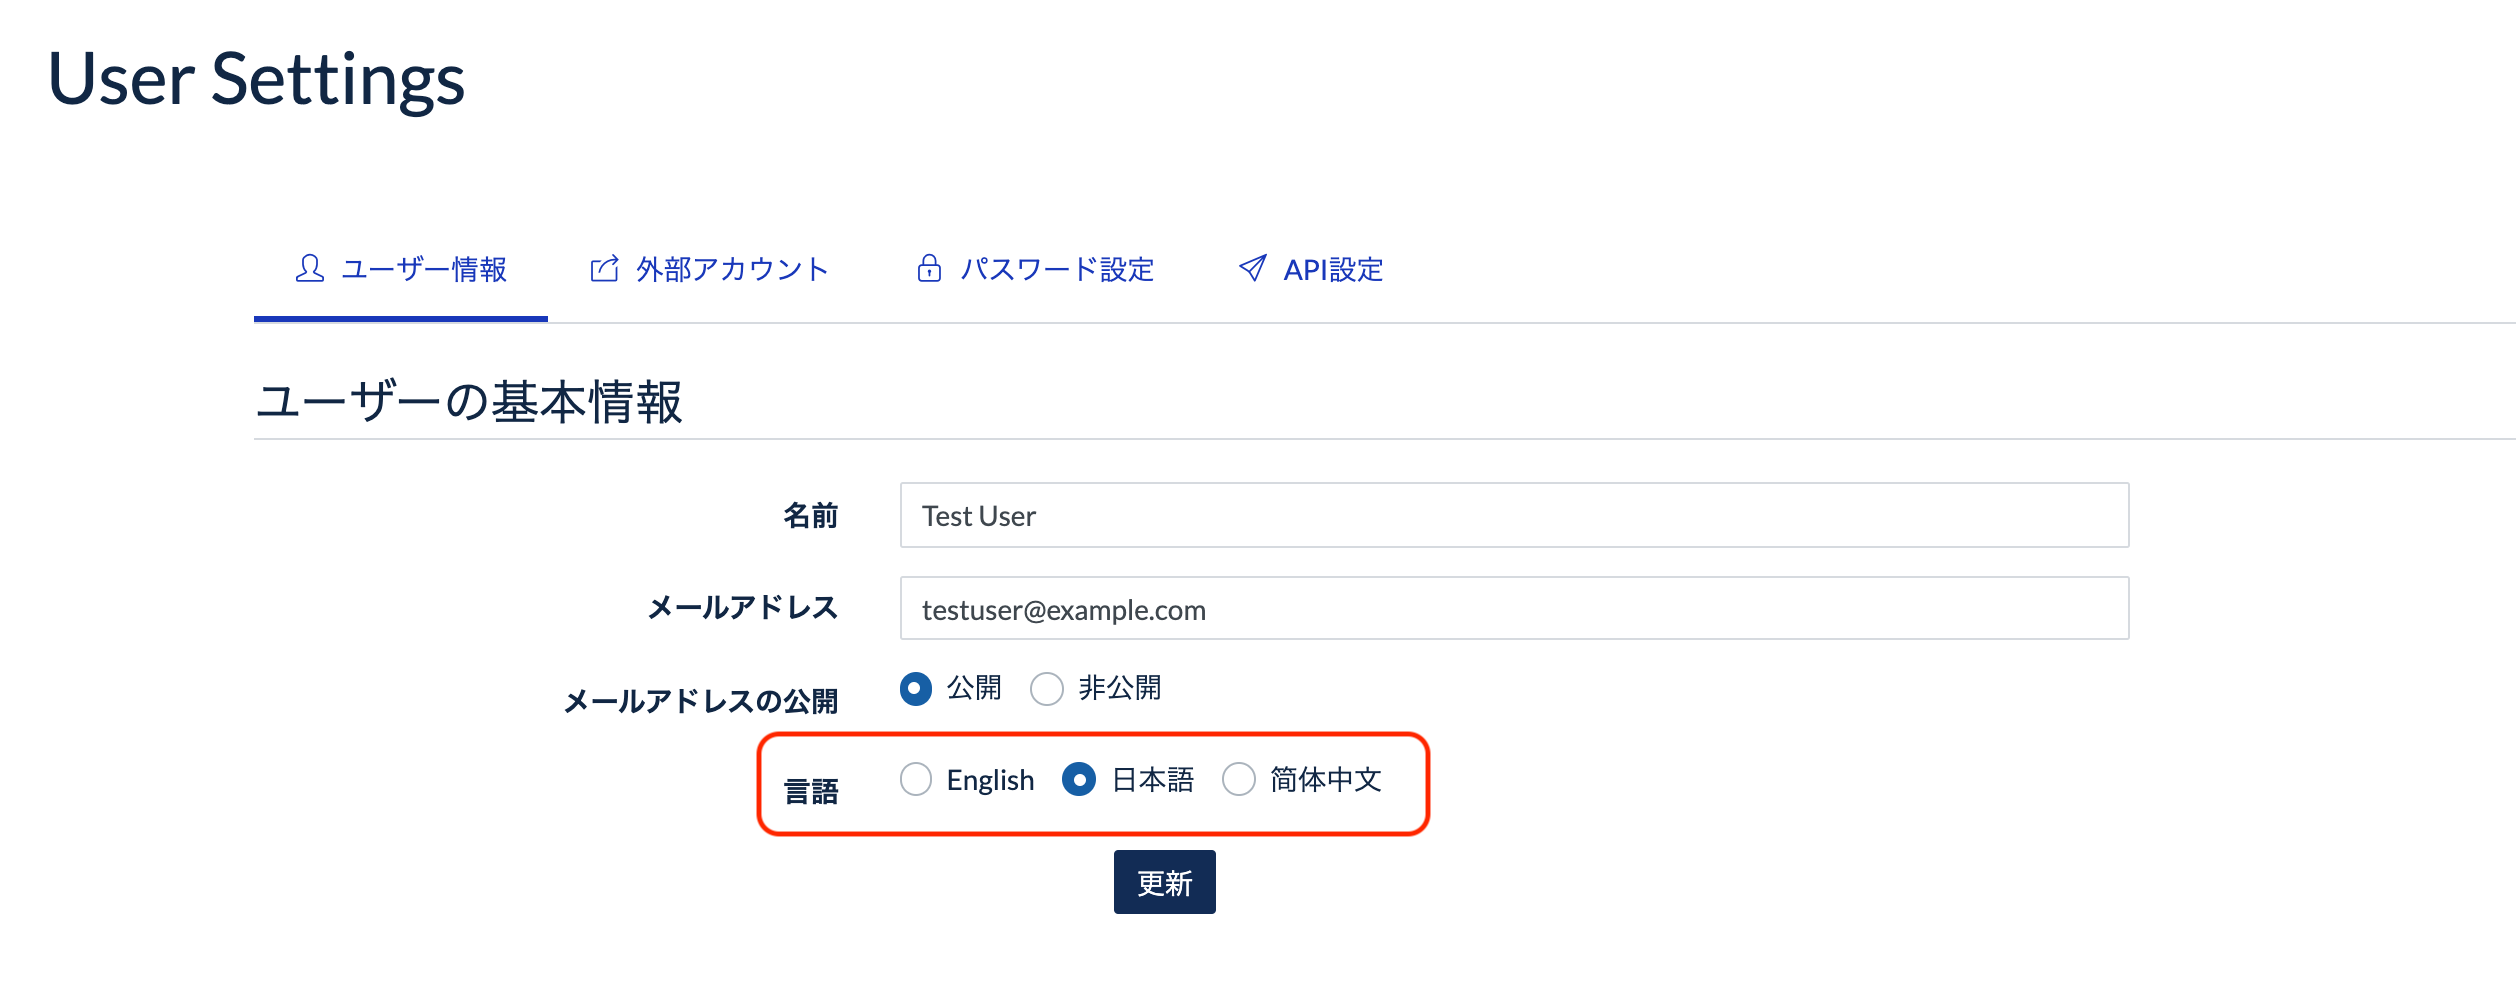 User Settings
ユーザー情報 外部アカウント パスワード設定 API設定
ユーザーの基本情報
名前 Test User
メールアドレス testuser@example.com
メールアドレスの公開 公開 非公開
言語 English 日本語 简体中文
更新